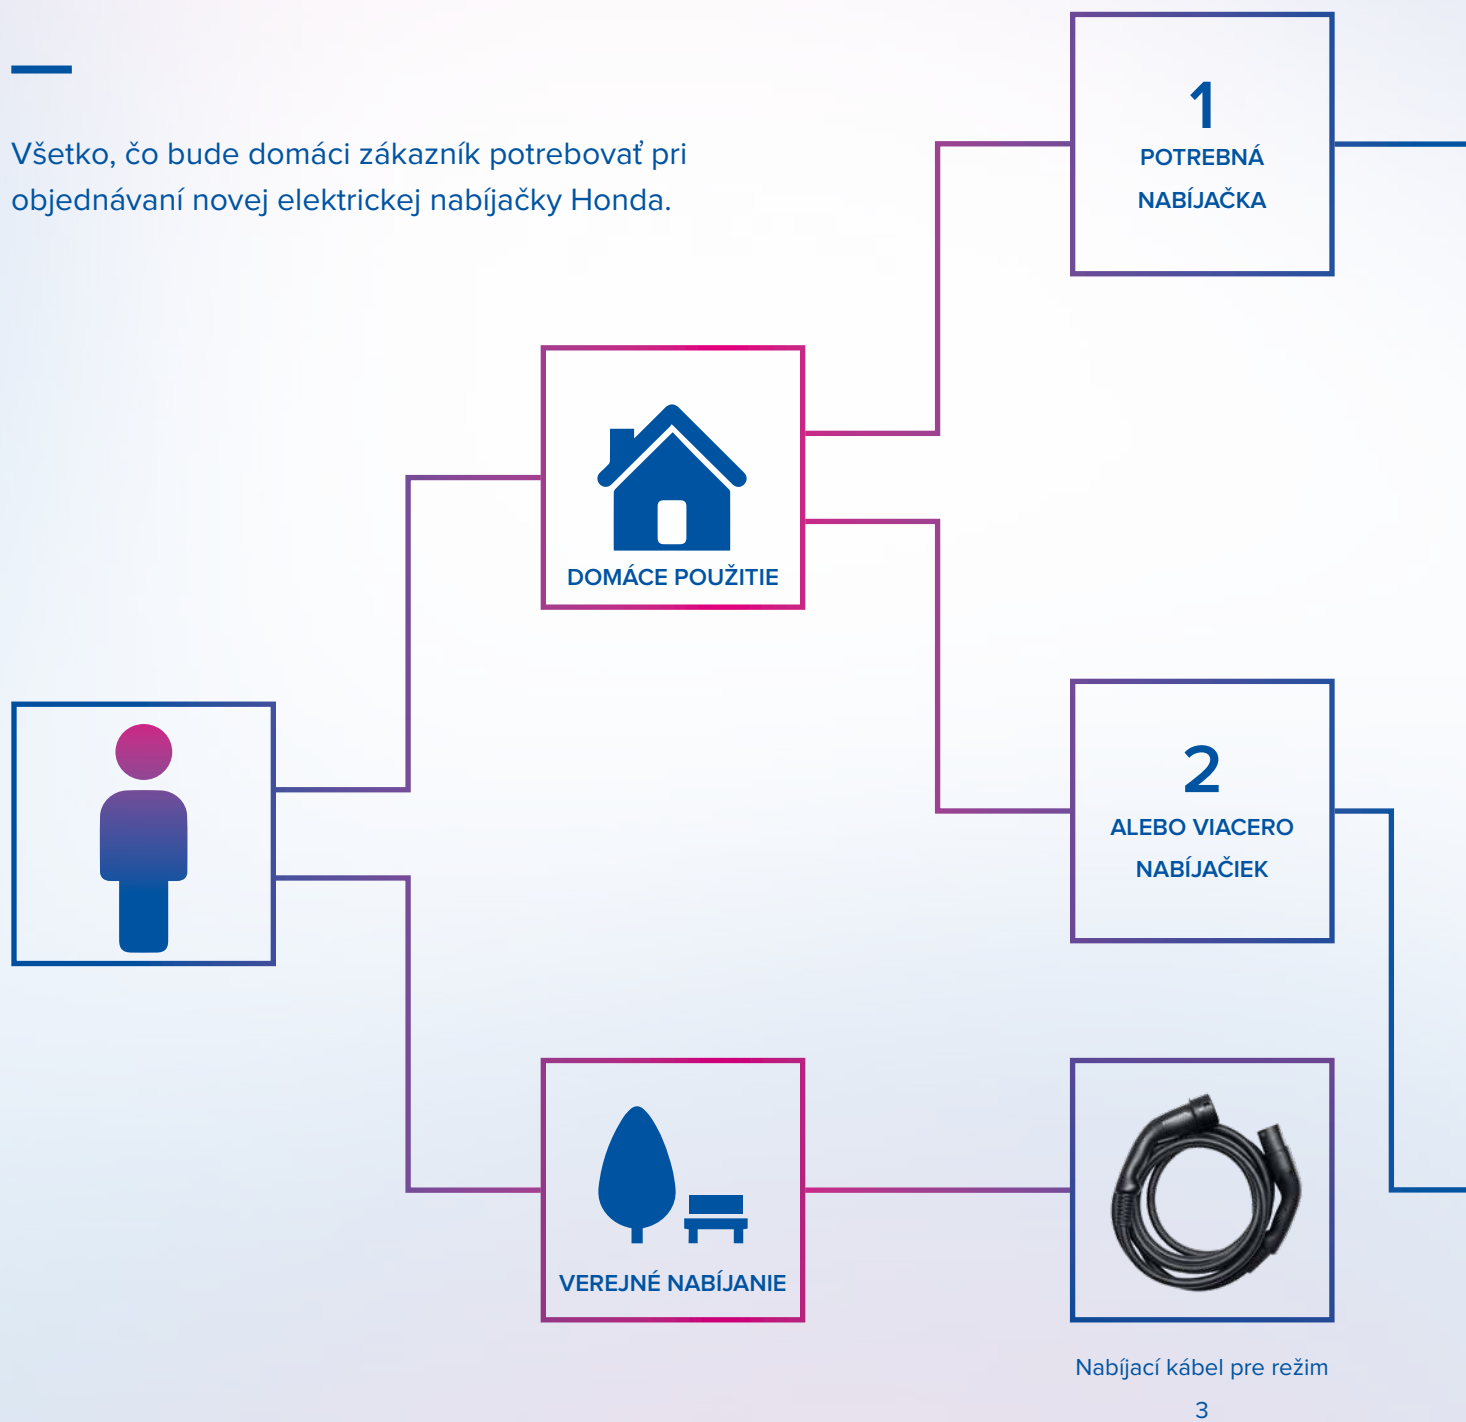 Všetko, čo bude domáci zákazník potrebovať pri
objednávaní novej elektrickej nabíjačky Honda.
1
POTREBNÁ
NABÍJAČKA
DOMÁCE POUŽITIE
2
ALEBO VIACERO
NABÍJAČIEK
VEREJNÉ NABÍJANIE
Nabíjací kábel pre režim
3